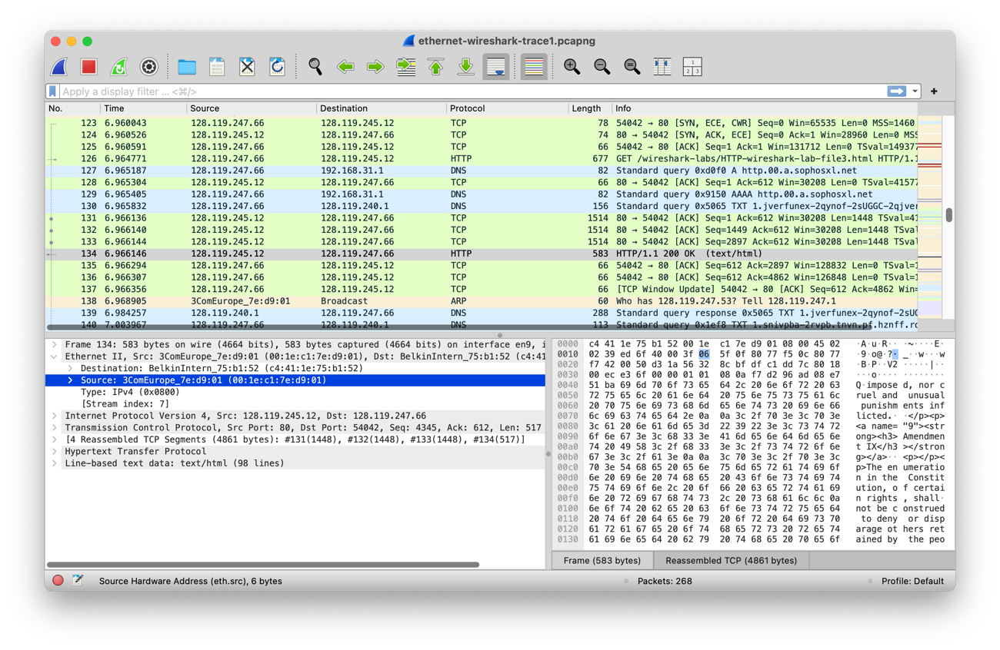 ethernet-wireshark-trace1.pcapng
Apply a display filter ... <⌘/>
No. Time Source Destination Protocol Length Info
123 6.960043 128.119.247.66 128.119.245.12 TCP 78 54042 → 80 [SYN, ECE, CWR] Seq=0 Win=65535 Len=0 MSS=1460
124 6.960526 128.119.245.12 128.119.247.66 TCP 74 80 → 54042 [SYN, ACK, ECE] Seq=0 Ack=1 Win=28960 Len=0 MSS
125 6.960591 128.119.247.66 128.119.245.12 TCP 66 54042 → 80 [ACK] Seq=1 Ack=1 Win=131712 Len=0 TSval=149377
126 6.964771 128.119.247.66 128.119.245.12 HTTP 677 GET /wireshark-labs/HTTP-wireshark-lab-file3.html HTTP/1.1
127 6.965187 128.119.247.66 192.168.31.1 DNS 82 Standard query 0xd0f0 A http.00.a.sophosxl.net
128 6.965304 128.119.245.12 128.119.247.66 TCP 66 80 → 54042 [ACK] Seq=1 Ack=612 Win=30208 Len=0 TSval=41577
129 6.965405 128.119.247.66 192.168.31.1 DNS 82 Standard query 0x9150 AAAA http.00.a.sophosxl.net
130 6.965832 128.119.247.66 128.119.240.1 DNS 156 Standard query 0x5065 TXT 1.jverfunex-2qynof-2sUGGC-2qjver
131 6.966136 128.119.245.12 128.119.247.66 TCP 1514 80 → 54042 [ACK] Seq=1 Ack=612 Win=30208 Len=1448 TSval=41
132 6.966140 128.119.245.12 128.119.247.66 TCP 1514 80 → 54042 [ACK] Seq=1449 Ack=612 Win=30208 Len=1448 TSval
133 6.966144 128.119.245.12 128.119.247.66 TCP 1514 80 → 54042 [ACK] Seq=2897 Ack=612 Win=30208 Len=1448 TSval
134 6.966146 128.119.245.12 128.119.247.66 HTTP 583 HTTP/1.1 200 OK (text/html)
135 6.966294 128.119.247.66 128.119.245.12 TCP 66 54042 → 80 [ACK] Seq=612 Ack=2897 Win=128832 Len=0 TSval=1
136 6.966307 128.119.247.66 128.119.245.12 TCP 66 54042 → 80 [ACK] Seq=612 Ack=4862 Win=126848 Len=0 TSval=1
137 6.966356 128.119.247.66 128.119.245.12 TCP 66 [TCP Window Update] 54042 → 80 [ACK] Seq=612 Ack=4862 Win=
138 6.968905 3ComEurope_7e:d9:01 Broadcast ARP 60 Who has 128.119.247.53? Tell 128.119.247.1
139 6.984257 128.119.240.1 128.119.247.66 DNS 288 Standard query response 0x5065 TXT 1.jverfunex-2qynof-2sUG
140 7.003967 128.119.247.66 128.119.240.1 DNS 113 Standard query 0x1ef8 TXT 1.snivpba-2rvpb.tnvn.pf.hznff.rq
Frame 134: 583 bytes on wire (4664 bits), 583 bytes captured (4664 bits) on interface en9, i
Ethernet II, Src: 3ComEurope_7e:d9:01 (00:1e:c1:7e:d9:01), Dst: BelkinIntern_75:b1:52 (c4:41
Destination: BelkinIntern_75:b1:52 (c4:41:1e:75:b1:52)
Source: 3ComEurope_7e:d9:01 (00:1e:c1:7e:d9:01)
Type: IPv4 (0x0800)
[Stream index: 7]
Internet Protocol Version 4, Src: 128.119.245.12, Dst: 128.119.247.66
Transmission Control Protocol, Src Port: 80, Dst Port: 54042, Seq: 4345, Ack: 612, Len: 517
[4 Reassembled TCP Segments (4861 bytes): #131(1448), #132(1448), #133(1448), #134(517)]
Hypertext Transfer Protocol
Line-based text data: text/html (98 lines)
0000 c4 41 1e 75 b1 52 00 1e c1 7e d9 01 08 00 45 02 ·A·u·R·· ·~····E·
0010 02 39 ed 6f 40 00 3f 06 5f 0f 80 77 f5 0c 80 77 ·9·o@·?· _··w···w
0020 f7 42 00 50 d3 1a 56 32 8c bf df c1 dd 7c 80 18 ·B·P··V2 ·····|··
0030 00 ec e3 6f 00 00 01 01 08 0a f7 d2 96 ad 08 e7 ···o···· ········
0040 51 ba 69 6d 70 6f 73 65 64 2c 20 6e 6f 72 20 63 Q·impose d, nor c
0050 72 75 65 6c 20 61 6e 64 20 75 6e 75 73 75 61 6c ruel and unusual
0060 20 70 75 6e 69 73 68 6d 65 6e 74 73 20 69 6e 66 punishm ents inf
0070 6c 69 63 74 65 64 2e 0a 0a 3c 2f 70 3e 3c 70 3e licted.· ·</p><p>
0080 3c 61 20 6e 61 6d 65 3d 22 39 22 3e 3c 73 74 72 <a name= "9"><str
0090 6f 6e 67 3e 3c 68 33 3e 41 6d 65 6e 64 6d 65 6e ong><h3> Amendmen
00a0 74 20 49 58 3c 2f 68 33 3e 3c 2f 73 74 72 6f 6e t IX</h3 ></stron
00b0 67 3e 3c 2f 61 3e 0a 0a 3c 70 3e 3c 2f 70 3e 3c g></a>·· <p></p><
00c0 70 3e 54 68 65 20 65 6e 75 6d 65 72 61 74 69 6f p>The en umeratio
00d0 6e 20 69 6e 20 74 68 65 20 43 6f 6e 73 74 69 74 n in the Constit
00e0 75 74 69 6f 6e 2c 20 6f 66 20 63 65 72 74 61 69 ution, o f certai
00f0 6e 20 72 69 67 68 74 73 2c 20 73 68 61 6c 6c 0a n rights , shall·
0100 6e 6f 74 20 62 65 20 63 6f 6e 73 74 72 75 65 64 not be c onstrued
0110 20 74 6f 20 64 65 6e 79 20 6f 72 20 64 69 73 70 to deny or disp
0120 61 72 61 67 65 20 6f 74 68 65 72 73 20 72 65 74 arage ot hers ret
0130 61 69 6e 65 64 20 62 79 20 74 68 65 20 70 65 6f ained by the peo
Frame (583 bytes) Reassembled TCP (4861 bytes)
Source Hardware Address (eth.src), 6 bytes Packets: 268 Profile: Default